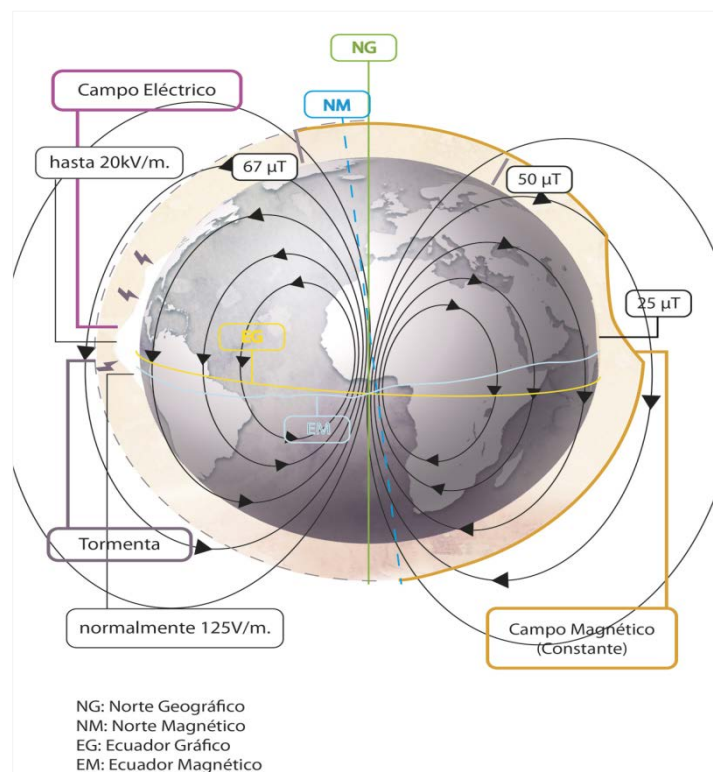 NG
Campo Eléctrico
NM
hasta 20kV/m.
67 µT
50 µT
25 µT
EG
EM
Tormenta
normalmente 125V/m.
Campo Magnético
(Constante)
NG: Norte Geográfico
NM: Norte Magnético
EG: Ecuador Gráfico
EM: Ecuador Magnético